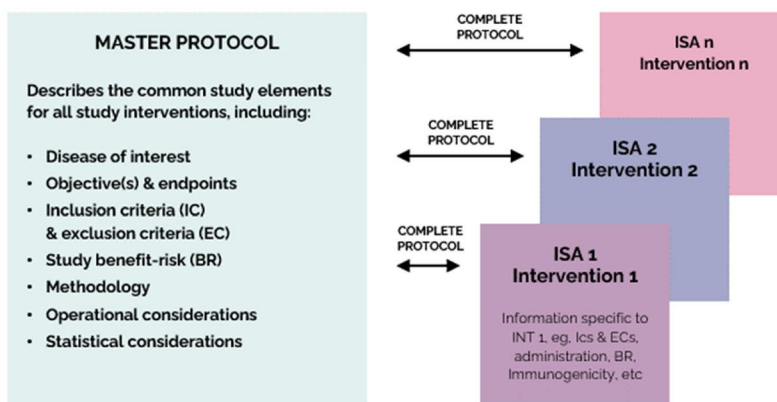 MASTER PROTOCOL
Describes the common study elements
for all study interventions, including:
• Disease of interest
• Objective(s) & endpoints
• Inclusion criteria (IC)
& exclusion criteria (EC)
• Study benefit-risk (BR)
• Methodology
• Operational considerations
• Statistical considerations
COMPLETE
PROTOCOL
ISA n
Intervention n
COMPLETE
PROTOCOL
ISA 2
Intervention 2
COMPLETE
PROTOCOL
ISA 1
Intervention 1
Information specific to
INT 1, eg, Ics & ECs,
administration, BR,
Immunogenicity, etc